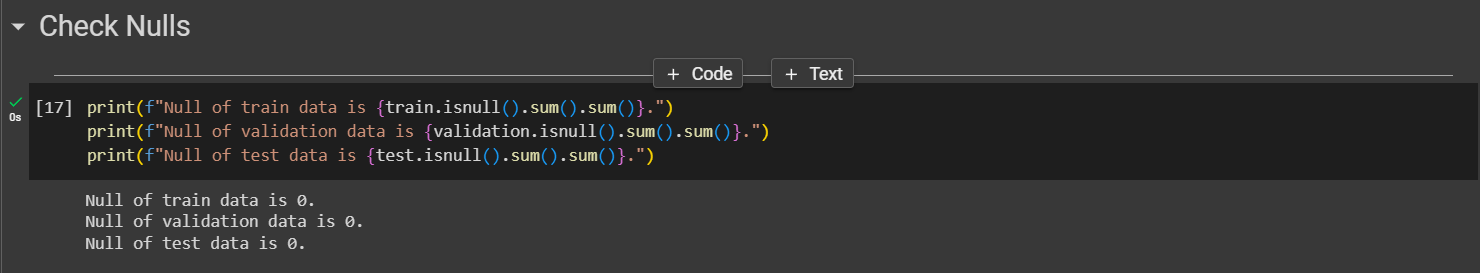 Check Nulls
+ Code + Text
[17] print(f"Null of train data is {train.isnull().sum().sum()}.")
0s print(f"Null of validation data is {validation.isnull().sum().sum()}.")
print(f"Null of test data is {test.isnull().sum().sum()}.")
Null of train data is 0.
Null of validation data is 0.
Null of test data is 0.